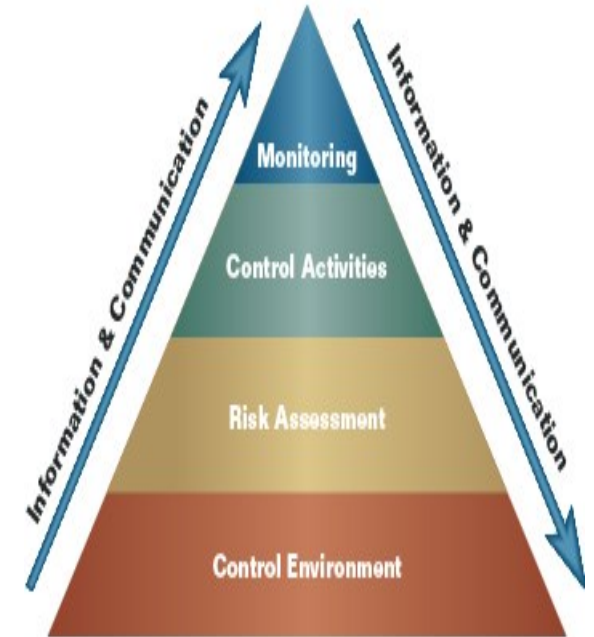 Information & Communication
Information & Communication
Monitoring
Control Activities
Risk Assessment
Control Environment